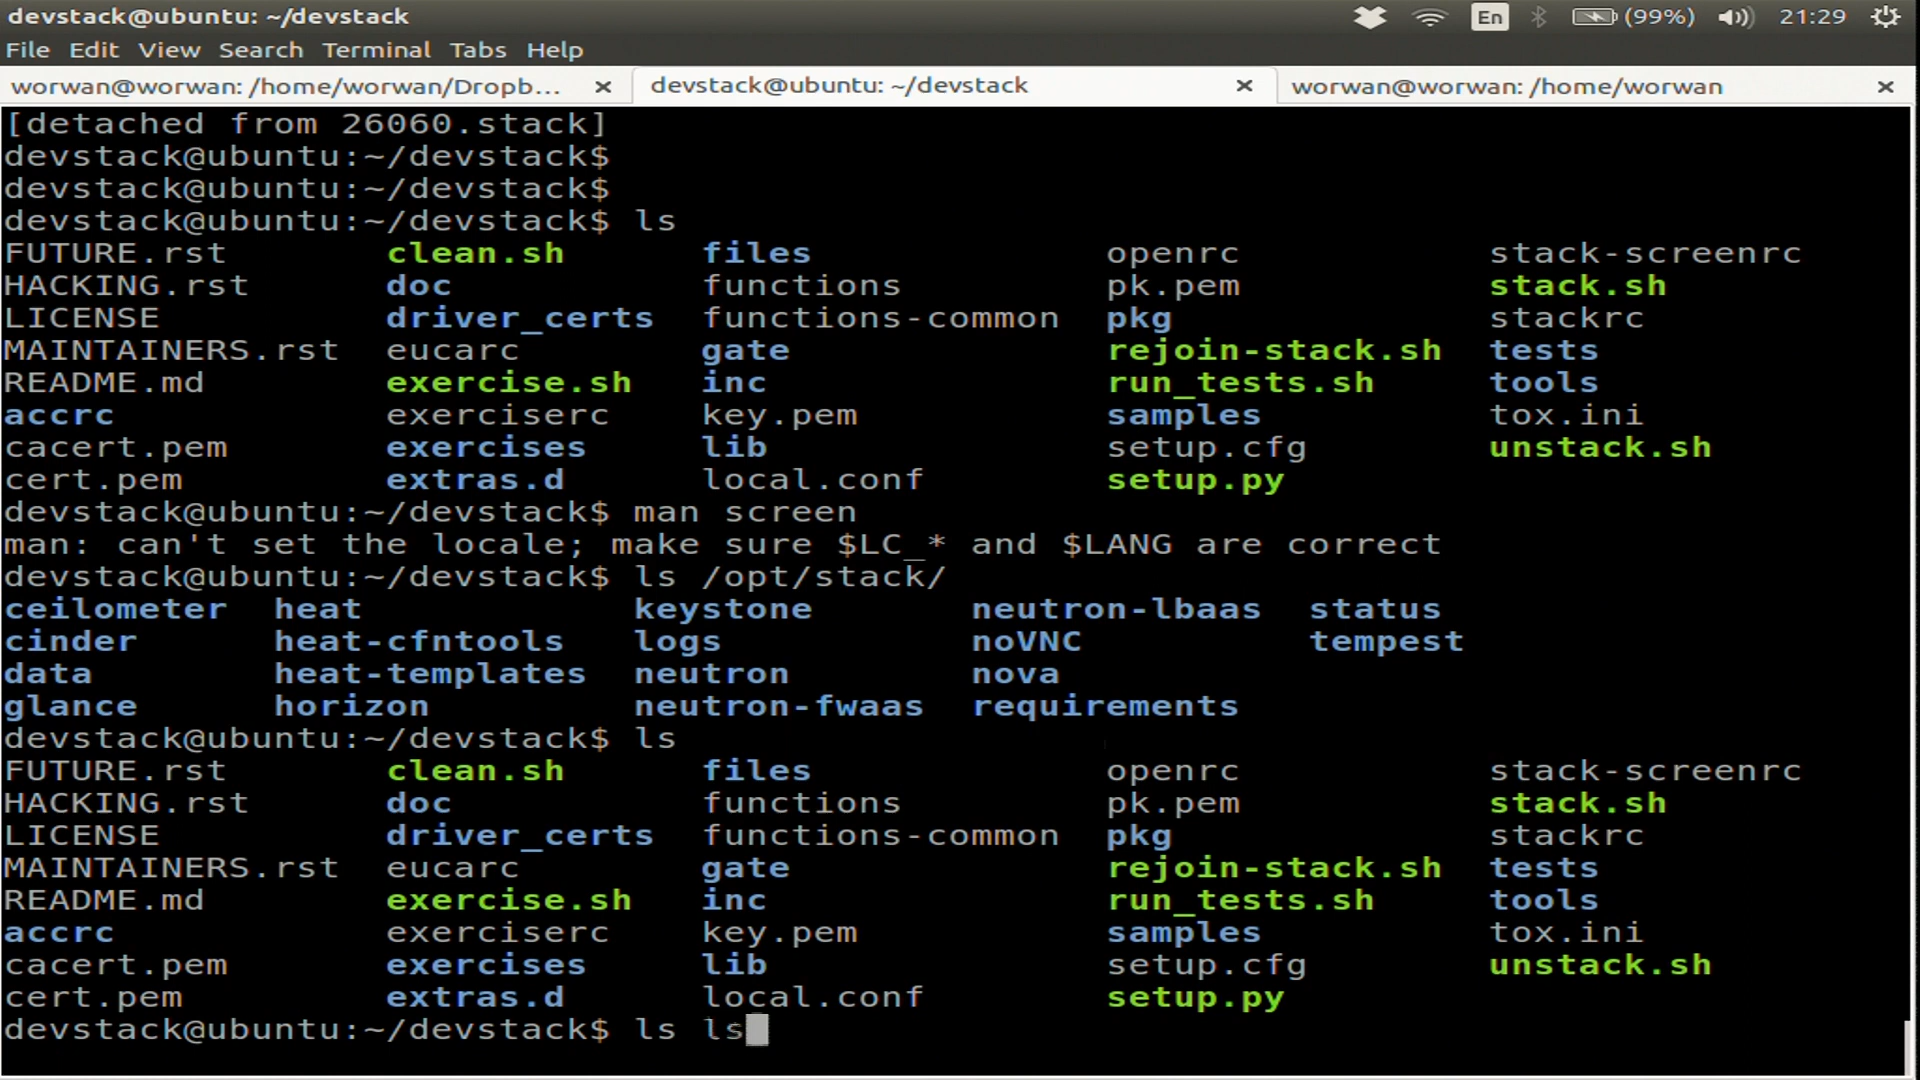 devstack@ubuntu: ~/devstack En (99%) 21:29
File Edit View Search Terminal Tabs Help
worwan@worwan: /home/worwan/Dropb... × devstack@ubuntu: ~/devstack × worwan@worwan: /home/worwan ×
[detached from 26060.stack]
devstack@ubuntu:~/devstack$
devstack@ubuntu:~/devstack$
devstack@ubuntu:~/devstack$ ls
FUTURE.rst clean.sh files openrc stack-screenrc
HACKING.rst doc functions pk.pem stack.sh
LICENSE driver_certs functions-common pkg stackrc
MAINTAINERS.rst eucarc gate rejoin-stack.sh tests
README.md exercise.sh inc run_tests.sh tools
accrc exerciserc key.pem samples tox.ini
cacert.pem exercises lib setup.cfg unstack.sh
cert.pem extras.d local.conf setup.py
devstack@ubuntu:~/devstack$ man screen
man: can't set the locale; make sure $LC_* and $LANG are correct
devstack@ubuntu:~/devstack$ ls /opt/stack/
ceilometer heat keystone neutron-lbaas status
cinder heat-cfntools logs noVNC tempest
data heat-templates neutron nova
glance horizon neutron-fwaas requirements
devstack@ubuntu:~/devstack$ ls
FUTURE.rst clean.sh files openrc stack-screenrc
HACKING.rst doc functions pk.pem stack.sh
LICENSE driver_certs functions-common pkg stackrc
MAINTAINERS.rst eucarc gate rejoin-stack.sh tests
README.md exercise.sh inc run_tests.sh tools
accrc exerciserc key.pem samples tox.ini
cacert.pem exercises lib setup.cfg unstack.sh
cert.pem extras.d local.conf setup.py
devstack@ubuntu:~/devstack$ ls ls